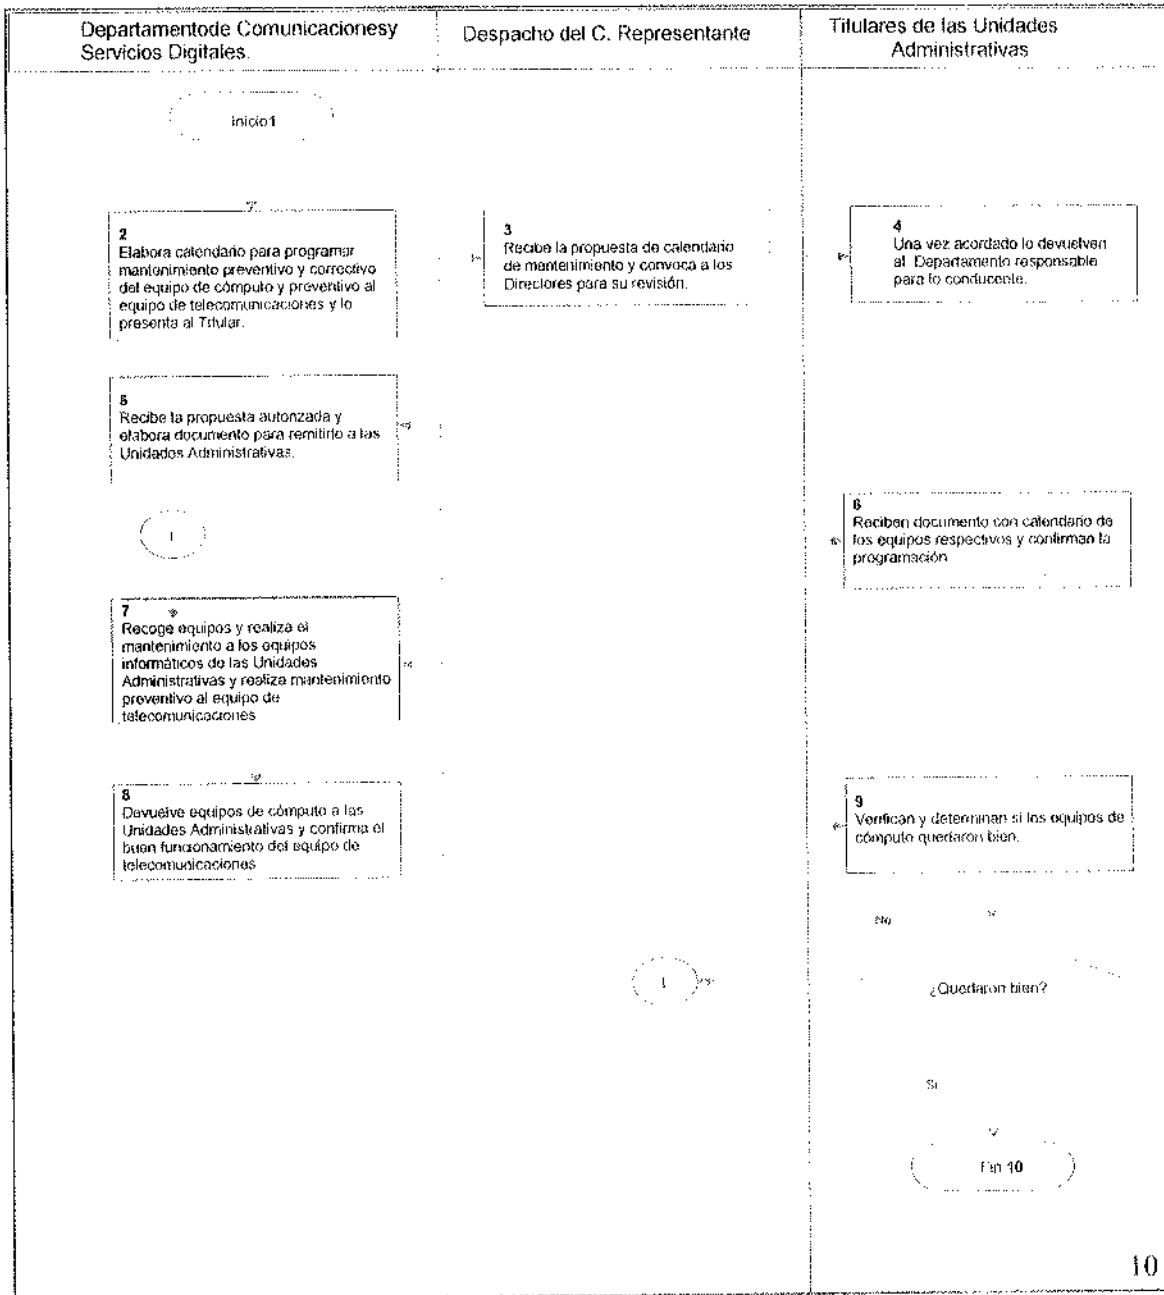 Departamentode Comunicacionesy
Servicios Digitales.
Despacho del C. Representante
Titulares de las Unidades
Administrativas
Inicio1
2
Elabora calendario para programar
mantenimiento preventivo y correctivo
del equipo de cómputo y preventivo al
equipo de telecomunicaciones y lo
presenta al Titular.
3
Recibe la propuesta de calendario
de mantenimiento y convoca a los
Directores para su revisión.
4
Una vez acordado lo devuelven
al Departamento responsable
para lo conducente.
5
Recibe la propuesta autorizada y
elabora documento para remitirlo a las
Unidades Administrativas.
I
6
Reciben documento con calendario de
los equipos respectivos y confirman la
programación
7
Recoge equipos y realiza el
mantenimiento a los equipos
informáticos de las Unidades
Administrativas y realiza mantenimiento
preventivo al equipo de
telecomunicaciones
8
Devuelve equipos de cómputo a las
Unidades Administrativas y confirma el
buen funcionamiento del equipo de
telecomunicaciones
9
Verifican y determinan si los equipos de
cómputo quedaron bien.
No
I
¿Quedaron bien?
Si
Fin 10
10